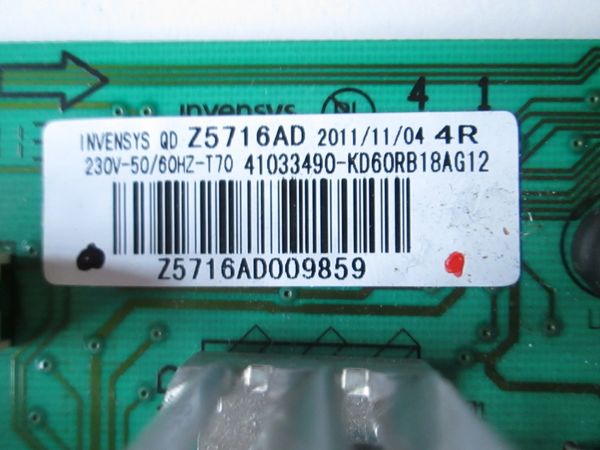 invensys
4 1
INVENSYS QD Z5716AD 2011/11/04 4R
230V-50/60HZ-T70 41033490-KD60RB18AG12
Z5716AD009859